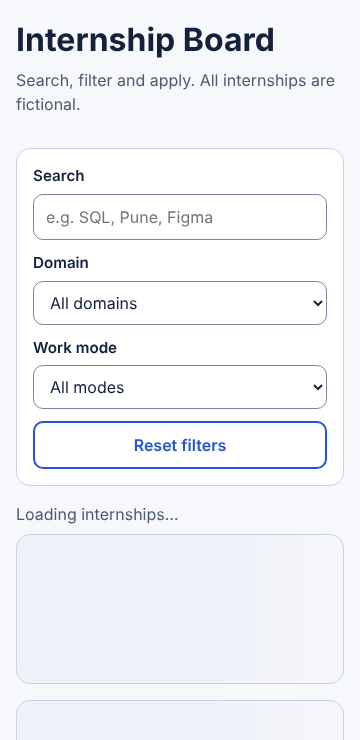 Internship Board
Search, filter and apply. All internships are
fictional.
Search
e.g. SQL, Pune, Figma
Domain
All domains
Work mode
All modes
Reset filters
Loading internships...